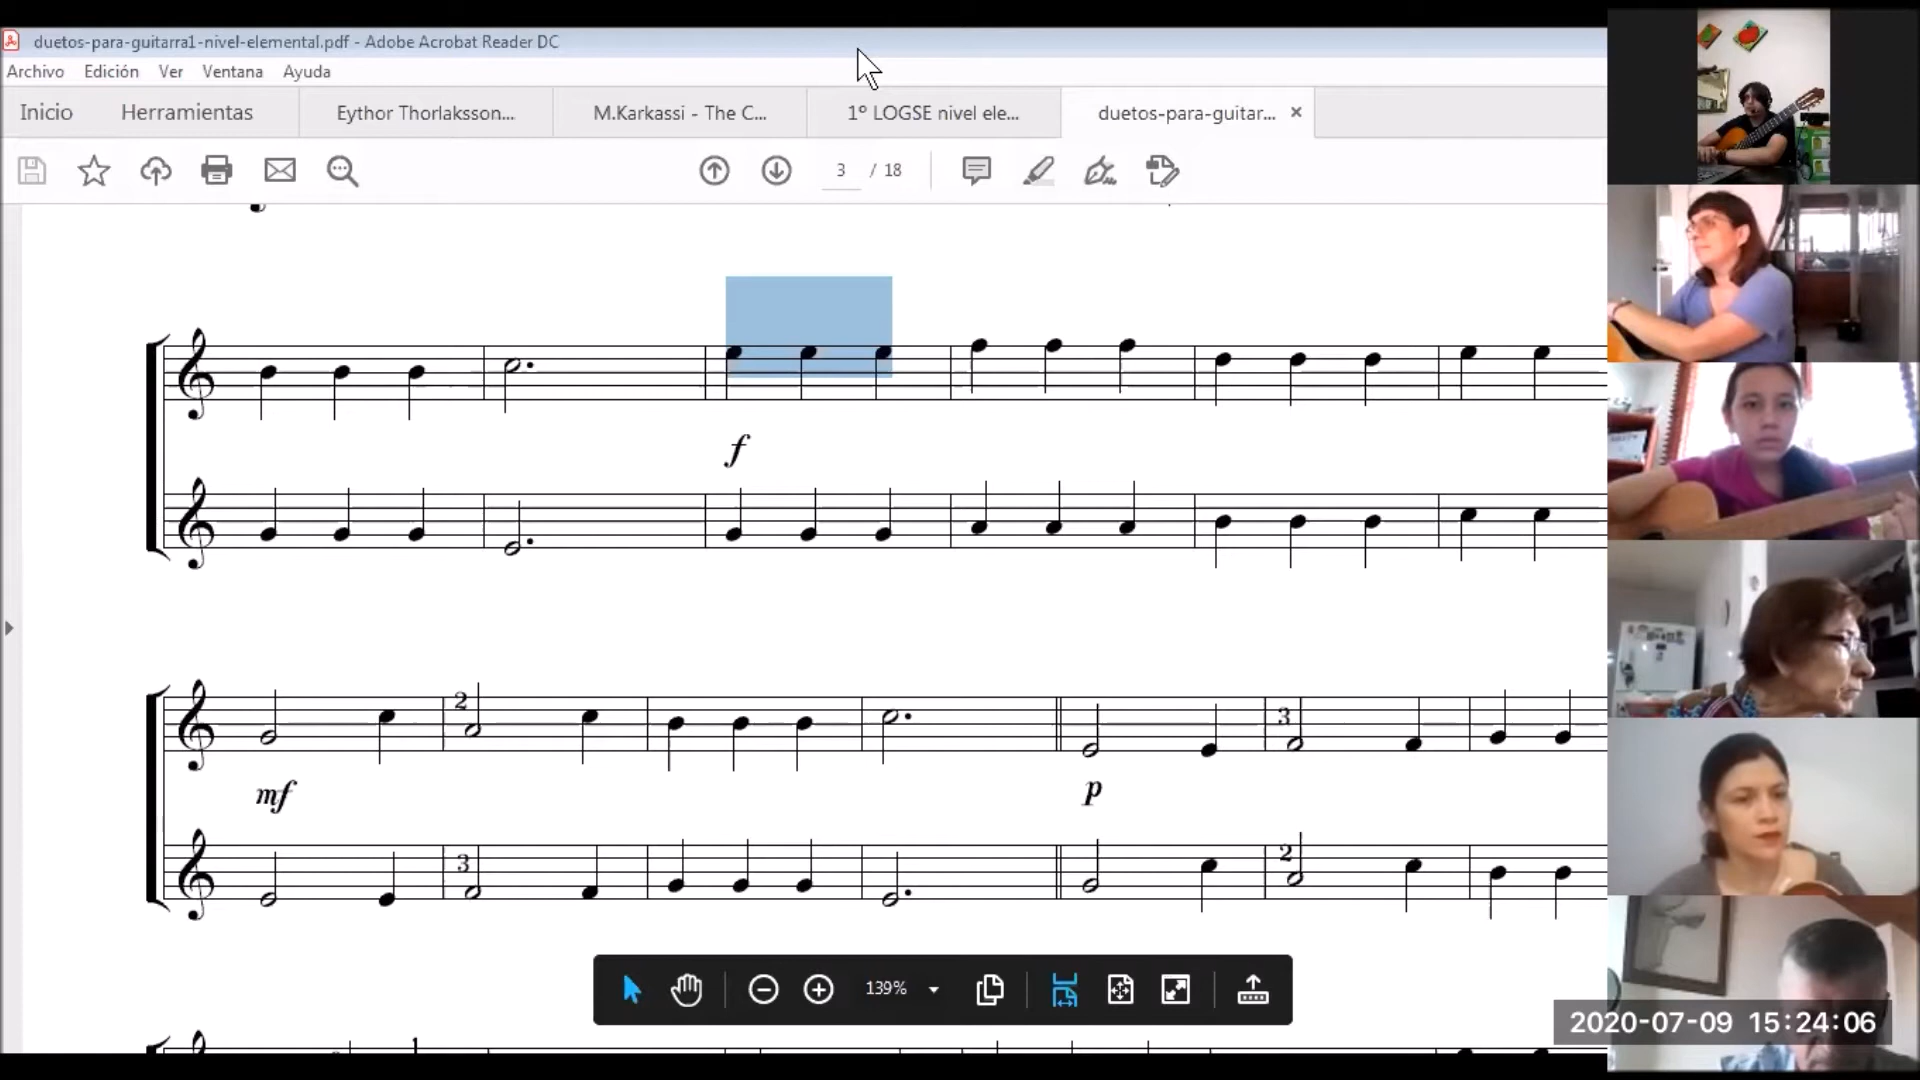 duetos-para-guitarra1-nivel-elemental.pdf - Adobe Acrobat Reader DC
Archivo Edición Ver Ventana Ayuda
Inicio Herramientas Eythor Thorlaksson... M.Karkassi - The C... 1º LOGSE nivel ele... duetos-para-guitar... ×
3 / 18
f
2 3
mf p
3 2
139%
2020-07-09 15:24:06